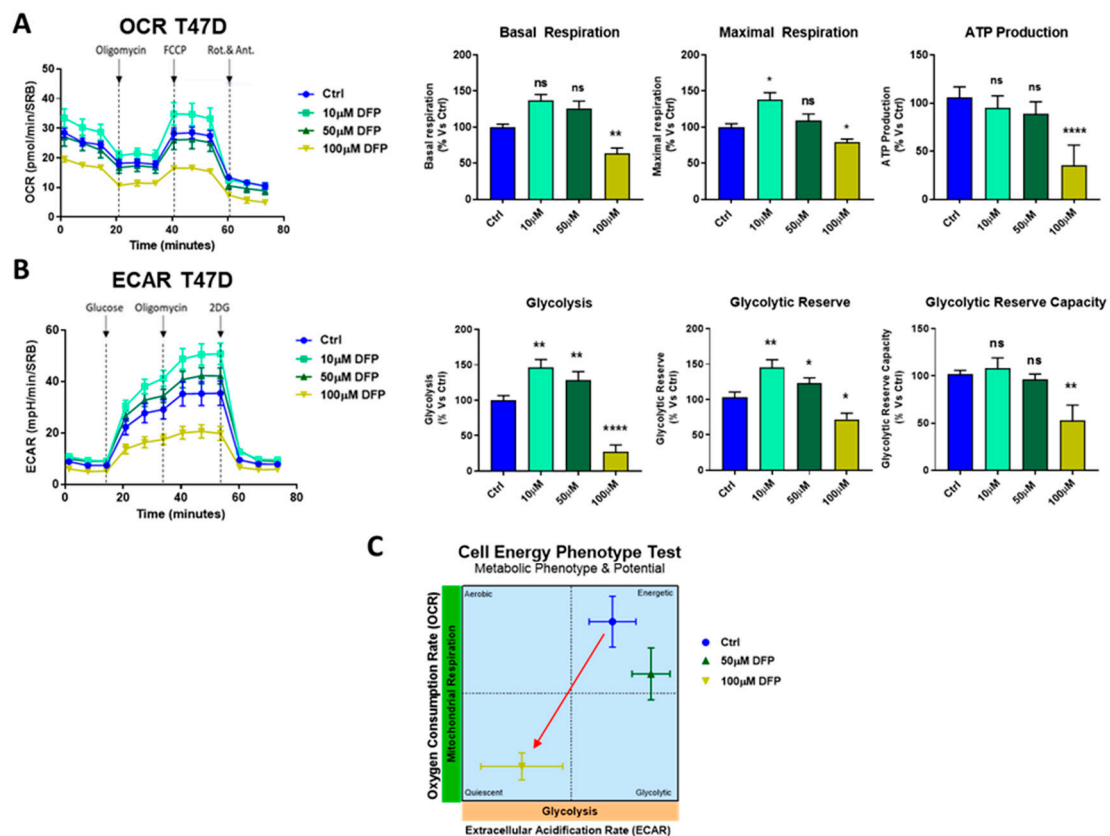 A
OCR T47D
Oligomycin
FCCP
Rot.& Ant.
OCR (pmol/min/SRB)
50
40
30
20
10
0
0
20
40
60
80
Time (minutes)
Ctrl
10µM DFP
50µM DFP
100µM DFP
Basal Respiration
Basal respiration
(% Vs Ctrl)
200
150
100
50
0
ns
ns
**
Ctrl
10µM
50µM
100µM
Maximal Respiration
Maximal respiration
(% Vs Ctrl)
200
150
100
50
0
*
ns
*
Ctrl
10µM
50µM
100µM
ATP Production
ATP Production
(% Vs Ctrl)
150
100
50
0
ns
ns
****
Ctrl
10µM
50µM
100µM
B
ECAR T47D
Glucose
Oligomycin
2DG
ECAR (mpH/min/SRB)
60
40
20
0
0
20
40
60
80
Time (minutes)
Ctrl
10µM DFP
50µM DFP
100µM DFP
Glycolysis
Glycolysis
(% Vs Ctrl)
200
150
100
50
0
**
**
****
Ctrl
10µM
50µM
100µM
Glycolytic Reserve
Glycolytic Reserve
(% Vs Ctrl)
200
150
100
50
0
**
*
*
Ctrl
10µM
50µM
100µM
Glycolytic Reserve Capacity
Glycolytic Reserve Capacity
(% Vs Ctrl)
150
100
50
0
ns
ns
**
Ctrl
10µM
50µM
100µM
C
Cell Energy Phenotype Test
Metabolic Phenotype & Potential
Oxygen Consumption Rate (OCR)
Mitochondrial Respiration
Aerobic
Energetic
Quiescent
Glycolytic
Glycolysis
Extracellular Acidification Rate (ECAR)
Ctrl
50µM DFP
100µM DFP